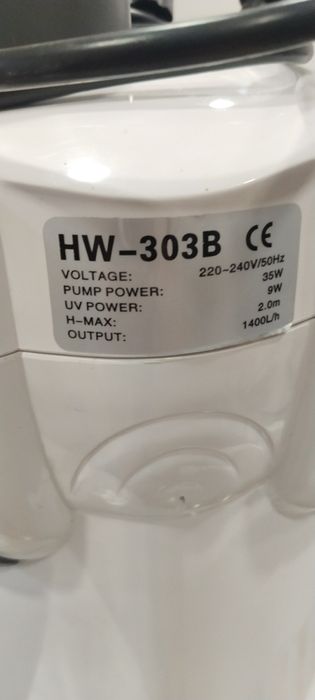 HW-303B CE
VOLTAGE: 220-240V/50Hz
PUMP POWER: 35W
UV POWER: 9W
H-MAX: 2.0m
OUTPUT: 1400L/h